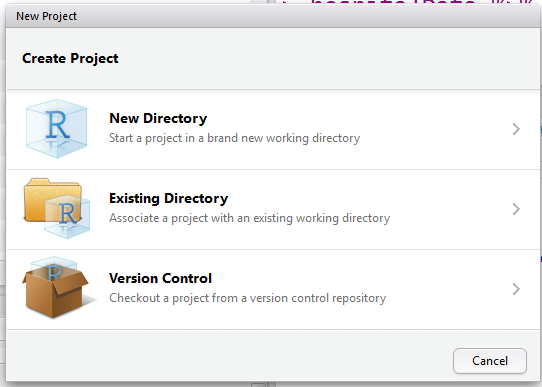 New Project
Create Project
R
New Directory
Start a project in a brand new working directory
R
Existing Directory
Associate a project with an existing working directory
R
Version Control
Checkout a project from a version control repository
Cancel